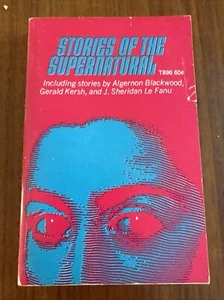 STORIES OF THE
SUPERNATURAL
T896 60¢
Including stories by Algernon Blackwood,
Gerald Kersh, and J. Sheridan Le Fanu